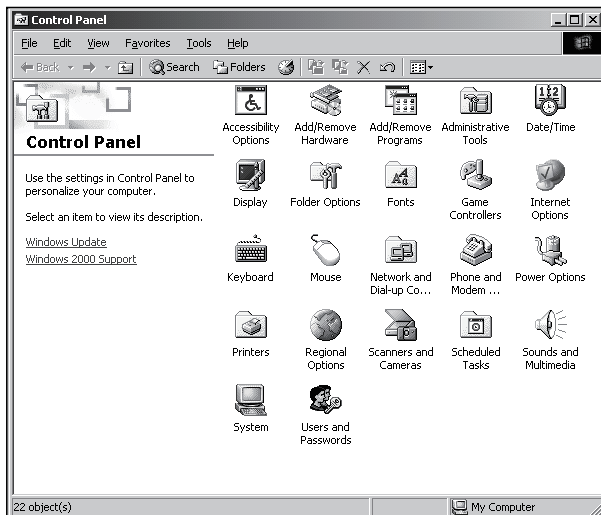 Control Panel
File Edit View Favorites Tools Help
Back Search Folders
Control Panel
Use the settings in Control Panel to
personalize your computer.
Select an item to view its description.
Windows Update
Windows 2000 Support
Accessibility
Options
Add/Remove
Hardware
Add/Remove
Programs
Administrative
Tools
12
Date/Time
Display
Folder Options
Fonts
Game
Controllers
Internet
Options
Keyboard
Mouse
Network and
Dial-up Co...
Phone and
Modem ...
Power Options
Printers
Regional
Options
Scanners and
Cameras
Scheduled
Tasks
Sounds and
Multimedia
System
Users and
Passwords
22 object(s) My Computer